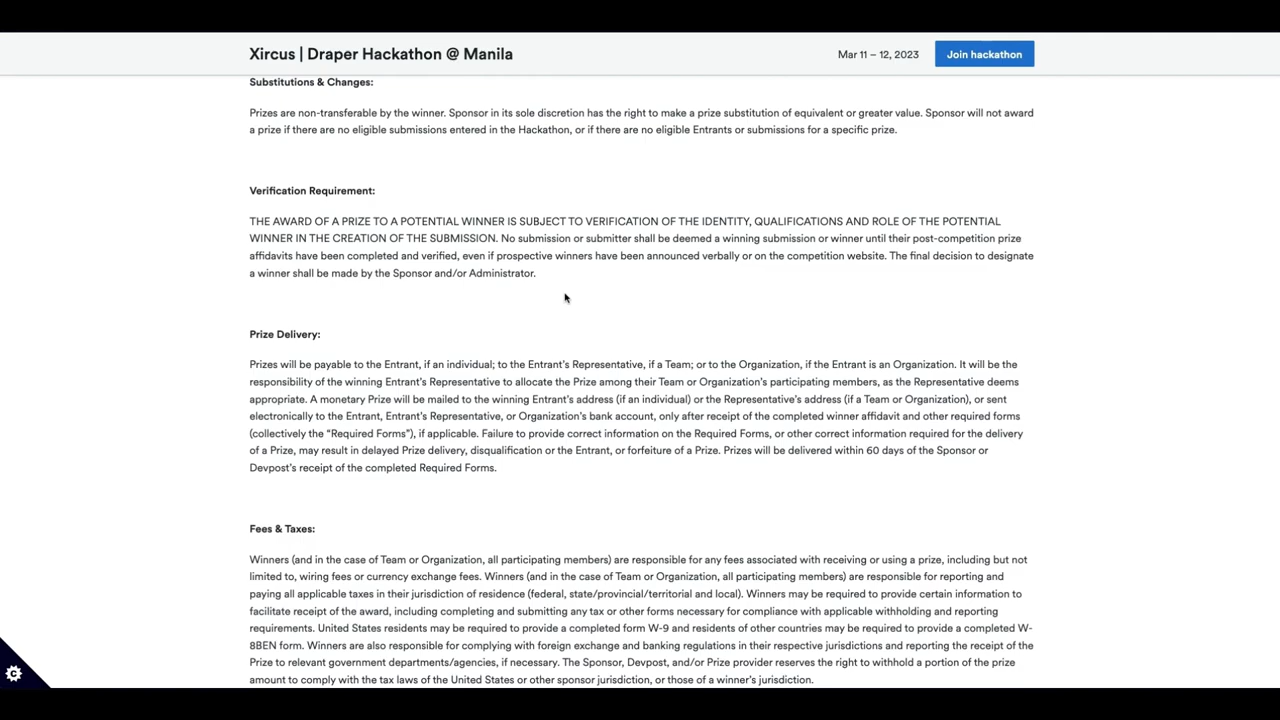 Xircus | Draper Hackathon @ Manila
Mar 11 – 12, 2023
Join hackathon
Substitutions & Changes:
Prizes are non-transferable by the winner. Sponsor in its sole discretion has the right to make a prize substitution of equivalent or greater value. Sponsor will not award
a prize if there are no eligible submissions entered in the Hackathon, or if there are no eligible Entrants or submissions for a specific prize.
Verification Requirement:
THE AWARD OF A PRIZE TO A POTENTIAL WINNER IS SUBJECT TO VERIFICATION OF THE IDENTITY, QUALIFICATIONS AND ROLE OF THE POTENTIAL
WINNER IN THE CREATION OF THE SUBMISSION. No submission or submitter shall be deemed a winning submission or winner until their post-competition prize
affidavits have been completed and verified, even if prospective winners have been announced verbally or on the competition website. The final decision to designate
a winner shall be made by the Sponsor and/or Administrator.
Prize Delivery:
Prizes will be payable to the Entrant, if an individual; to the Entrant’s Representative, if a Team; or to the Organization, if the Entrant is an Organization. It will be the
responsibility of the winning Entrant’s Representative to allocate the Prize among their Team or Organization’s participating members, as the Representative deems
appropriate. A monetary Prize will be mailed to the winning Entrant’s address (if an individual) or the Representative’s address (if a Team or Organization), or sent
electronically to the Entrant, Entrant’s Representative, or Organization’s bank account, only after receipt of the completed winner affidavit and other required forms
(collectively the “Required Forms”), if applicable. Failure to provide correct information on the Required Forms, or other correct information required for the delivery
of a Prize, may result in delayed Prize delivery, disqualification or the Entrant, or forfeiture of a Prize. Prizes will be delivered within 60 days of the Sponsor or
Devpost’s receipt of the completed Required Forms.
Fees & Taxes:
Winners (and in the case of Team or Organization, all participating members) are responsible for any fees associated with receiving or using a prize, including but not
limited to, wiring fees or currency exchange fees. Winners (and in the case of Team or Organization, all participating members) are responsible for reporting and
paying all applicable taxes in their jurisdiction of residence (federal, state/provincial/territorial and local). Winners may be required to provide certain information to
facilitate receipt of the award, including completing and submitting any tax or other forms necessary for compliance with applicable withholding and reporting
requirements. United States residents may be required to provide a completed form W-9 and residents of other countries may be required to provide a completed W-
8BEN form. Winners are also responsible for complying with foreign exchange and banking regulations in their respective jurisdictions and reporting the receipt of the
Prize to relevant government departments/agencies, if necessary. The Sponsor, Devpost, and/or Prize provider reserves the right to withhold a portion of the prize
amount to comply with the tax laws of the United States or other sponsor jurisdiction, or those of a winner’s jurisdiction.